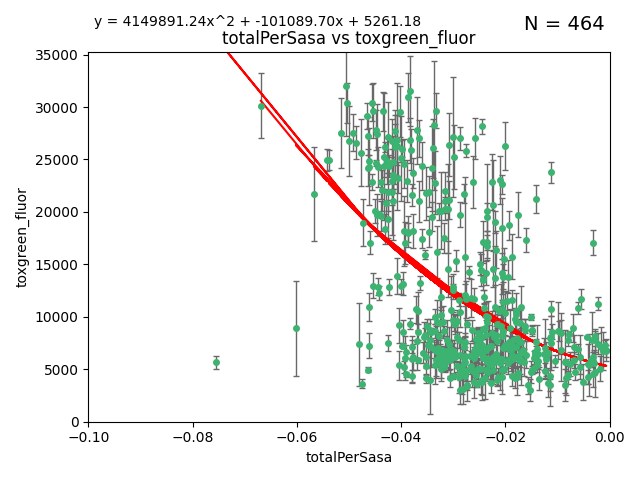 y = 4149891.24x^2 + -101089.70x + 5261.18
N = 464
totalPerSasa vs toxgreen_fluor
35000
30000
25000
20000
15000
10000
5000
0
toxgreen_fluor
−0.10 −0.08 −0.06 −0.04 −0.02 0.00
totalPerSasa